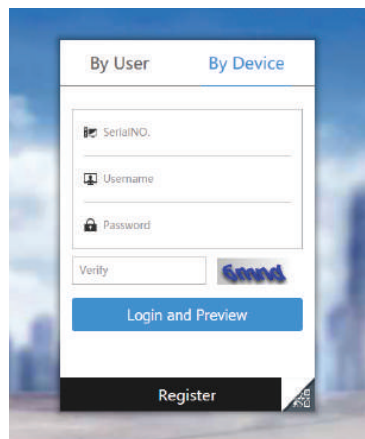 By User
By Device
SerialNO.
Username
Password
Verify
Login and Preview
Register